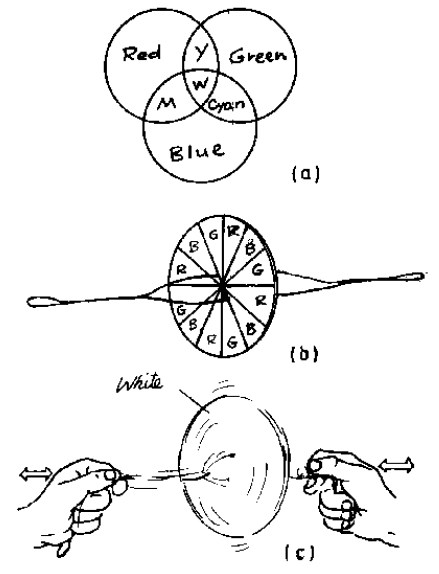 Red Y Green
W
M Cyan
Blue
(a)
G R
B B
R G
G R
B B
R G
(b)
White
(c)